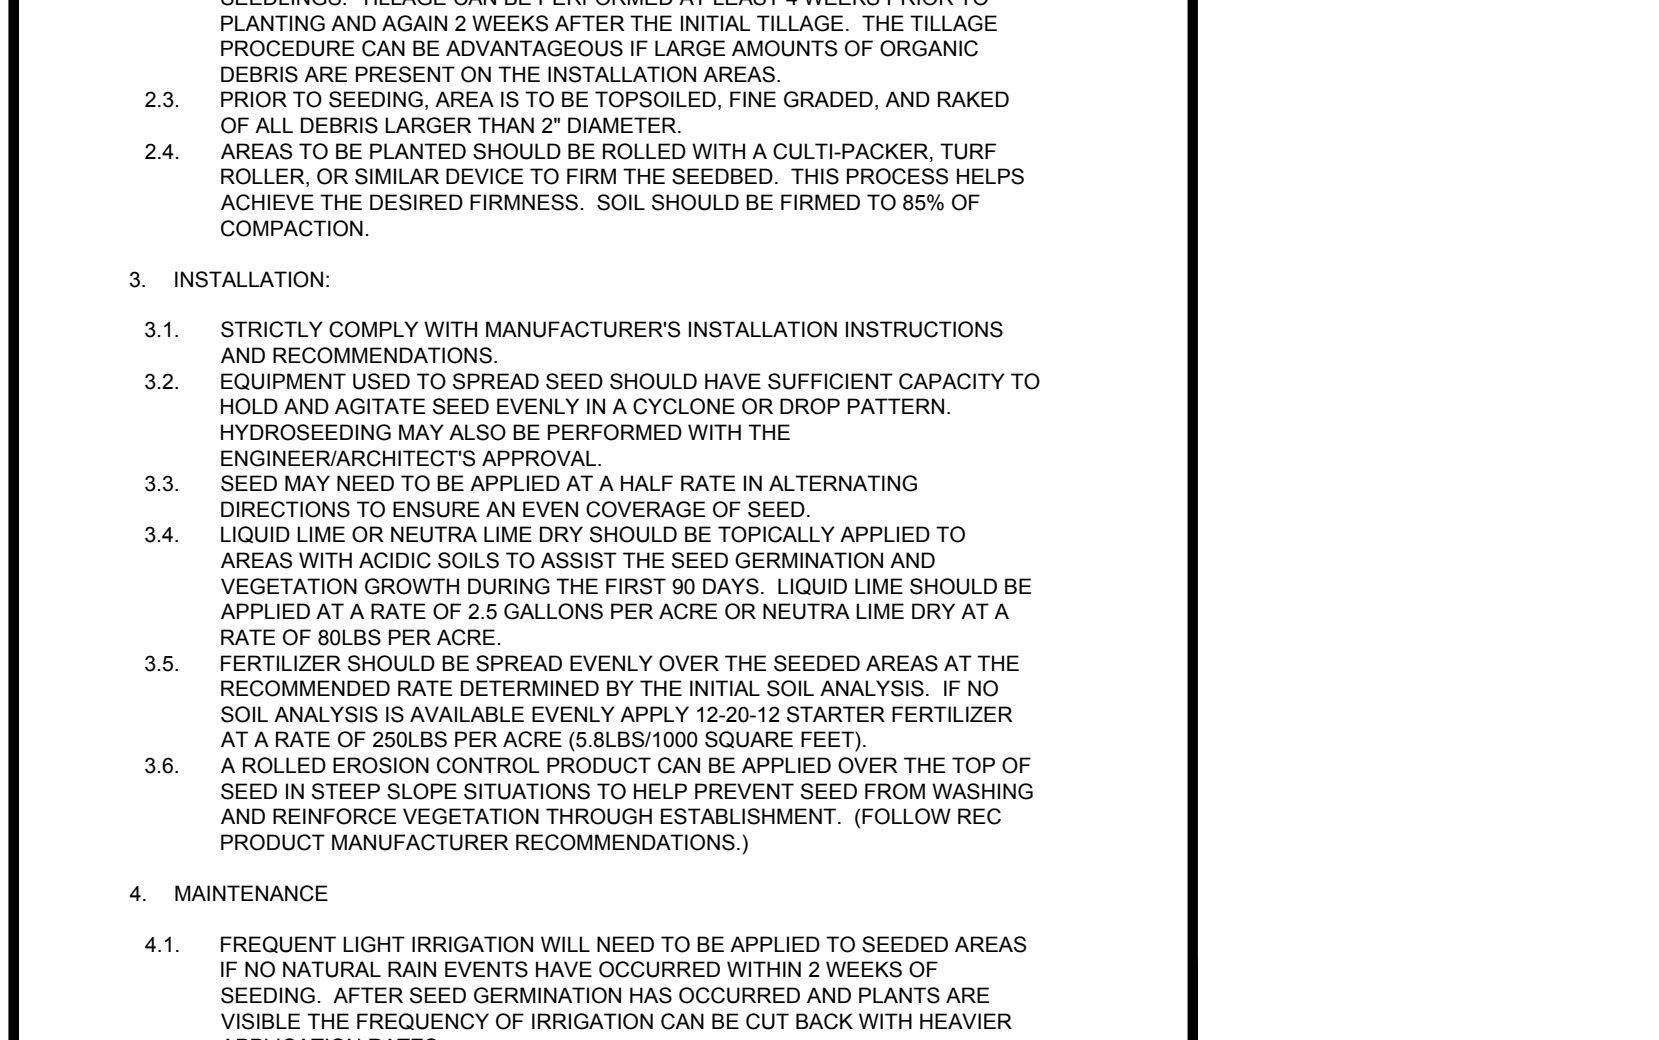 SEEDLINGS. TILLAGE CAN BE PERFORMED AT LEAST 4 WEEKS PRIOR TO
PLANTING AND AGAIN 2 WEEKS AFTER THE INITIAL TILLAGE. THE TILLAGE
PROCEDURE CAN BE ADVANTAGEOUS IF LARGE AMOUNTS OF ORGANIC
DEBRIS ARE PRESENT ON THE INSTALLATION AREAS.
2.3. PRIOR TO SEEDING, AREA IS TO BE TOPSOILED, FINE GRADED, AND RAKED
OF ALL DEBRIS LARGER THAN 2" DIAMETER.
2.4. AREAS TO BE PLANTED SHOULD BE ROLLED WITH A CULTI-PACKER, TURF
ROLLER, OR SIMILAR DEVICE TO FIRM THE SEEDBED. THIS PROCESS HELPS
ACHIEVE THE DESIRED FIRMNESS. SOIL SHOULD BE FIRMED TO 85% OF
COMPACTION.
3. INSTALLATION:
3.1. STRICTLY COMPLY WITH MANUFACTURER'S INSTALLATION INSTRUCTIONS
AND RECOMMENDATIONS.
3.2. EQUIPMENT USED TO SPREAD SEED SHOULD HAVE SUFFICIENT CAPACITY TO
HOLD AND AGITATE SEED EVENLY IN A CYCLONE OR DROP PATTERN.
HYDROSEEDING MAY ALSO BE PERFORMED WITH THE
ENGINEER/ARCHITECT'S APPROVAL.
3.3. SEED MAY NEED TO BE APPLIED AT A HALF RATE IN ALTERNATING
DIRECTIONS TO ENSURE AN EVEN COVERAGE OF SEED.
3.4. LIQUID LIME OR NEUTRA LIME DRY SHOULD BE TOPICALLY APPLIED TO
AREAS WITH ACIDIC SOILS TO ASSIST THE SEED GERMINATION AND
VEGETATION GROWTH DURING THE FIRST 90 DAYS. LIQUID LIME SHOULD BE
APPLIED AT A RATE OF 2.5 GALLONS PER ACRE OR NEUTRA LIME DRY AT A
RATE OF 80LBS PER ACRE.
3.5. FERTILIZER SHOULD BE SPREAD EVENLY OVER THE SEEDED AREAS AT THE
RECOMMENDED RATE DETERMINED BY THE INITIAL SOIL ANALYSIS. IF NO
SOIL ANALYSIS IS AVAILABLE EVENLY APPLY 12-20-12 STARTER FERTILIZER
AT A RATE OF 250LBS PER ACRE (5.8LBS/1000 SQUARE FEET).
3.6. A ROLLED EROSION CONTROL PRODUCT CAN BE APPLIED OVER THE TOP OF
SEED IN STEEP SLOPE SITUATIONS TO HELP PREVENT SEED FROM WASHING
AND REINFORCE VEGETATION THROUGH ESTABLISHMENT. (FOLLOW REC
PRODUCT MANUFACTURER RECOMMENDATIONS.)
4. MAINTENANCE
4.1. FREQUENT LIGHT IRRIGATION WILL NEED TO BE APPLIED TO SEEDED AREAS
IF NO NATURAL RAIN EVENTS HAVE OCCURRED WITHIN 2 WEEKS OF
SEEDING. AFTER SEED GERMINATION HAS OCCURRED AND PLANTS ARE
VISIBLE THE FREQUENCY OF IRRIGATION CAN BE CUT BACK WITH HEAVIER
APPLICATION RATES.